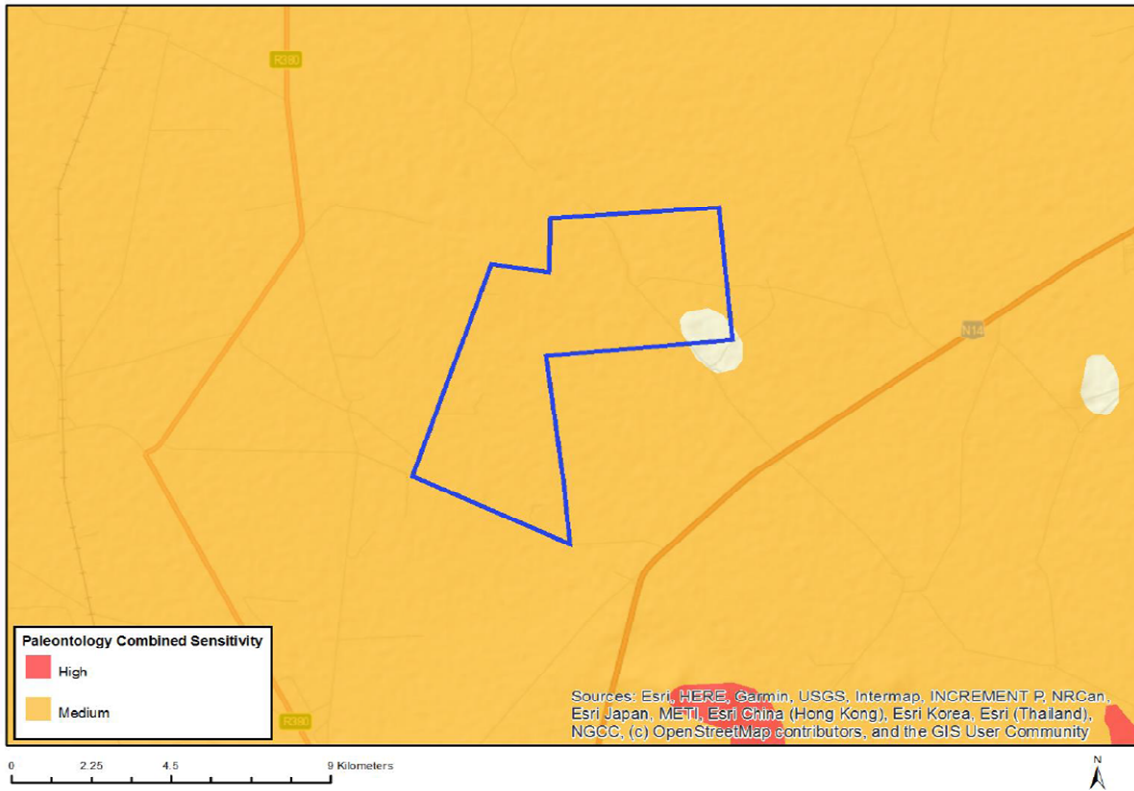 R380
N14
Paleontology Combined Sensitivity
High
Medium
R380
Sources: Esri, HERE, Garmin, USGS, Intermap, INCREMENT P, NRCan,
Esri Japan, METI, Esri China (Hong Kong), Esri Korea, Esri (Thailand),
NGCC, (c) OpenStreetMap contributors, and the GIS User Community
0 2.25 4.5 9 Kilometers
N